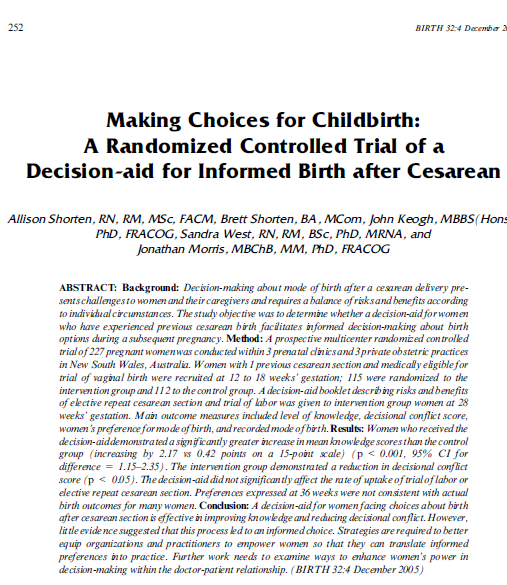 252
BIRTH 32:4 December 20
Making Choices for Childbirth:
A Randomized Controlled Trial of a
Decision-aid for Informed Birth after Cesarean
Allison Shorten, RN, RM, MSc, FACM, Brett Shorten, BA, MCom, John Keogh, MBBS(Hons
PhD, FRACOG, Sandra West, RN, RM, BSc, PhD, MRNA, and
Jonathan Morris, MBChB, MM, PhD, FRACOG
ABSTRACT: Background: Decision-making about mode of birth after a cesarean delivery pre-
sents challenges to women and their caregivers and requires a balance of risks and benefits according
to individual circumstances. The study objective was to determine whether a decision-aid for women
who have experienced previous cesarean birth facilitates informed decision-making about birth
options during a subsequent pregnancy. Method: A prospective multicenter randomized controlled
trial of 227 pregnant women was conducted within 3 prenatal clinics and 3 private obstetric practices
in New South Wales, Australia. Women with 1 previous cesarean section and medically eligible for
trial of vaginal birth were recruited at 12 to 18 weeks' gestation; 115 were randomized to the
intervention group and 112 to the control group. A decision-aid booklet describing risks and benefits
of elective repeat cesarean section and trial of labor was given to intervention group women at 28
weeks' gestation. Main outcome measures included level of knowledge, decisional conflict score,
women's preference for mode of birth, and recorded mode of birth. Results: Women who received the
decision-aid demonstrated a significantly greater increase in mean knowledge scores than the control
group (increasing by 2.17 vs 0.42 points on a 15-point scale) (p < 0.001, 95% CI for
difference = 1.15–2.35). The intervention group demonstrated a reduction in decisional conflict
score (p < 0.05). The decision-aid did not significantly affect the rate of uptake of trial of labor or
elective repeat cesarean section. Preferences expressed at 36 weeks were not consistent with actual
birth outcomes for many women. Conclusion: A decision-aid for women facing choices about birth
after cesarean section is effective in improving knowledge and reducing decisional conflict. However,
little evidence suggested that this process led to an informed choice. Strategies are required to better
equip organizations and practitioners to empower women so that they can translate informed
preferences into practice. Further work needs to examine ways to enhance women's power in
decision-making within the doctor-patient relationship. (BIRTH 32:4 December 2005)